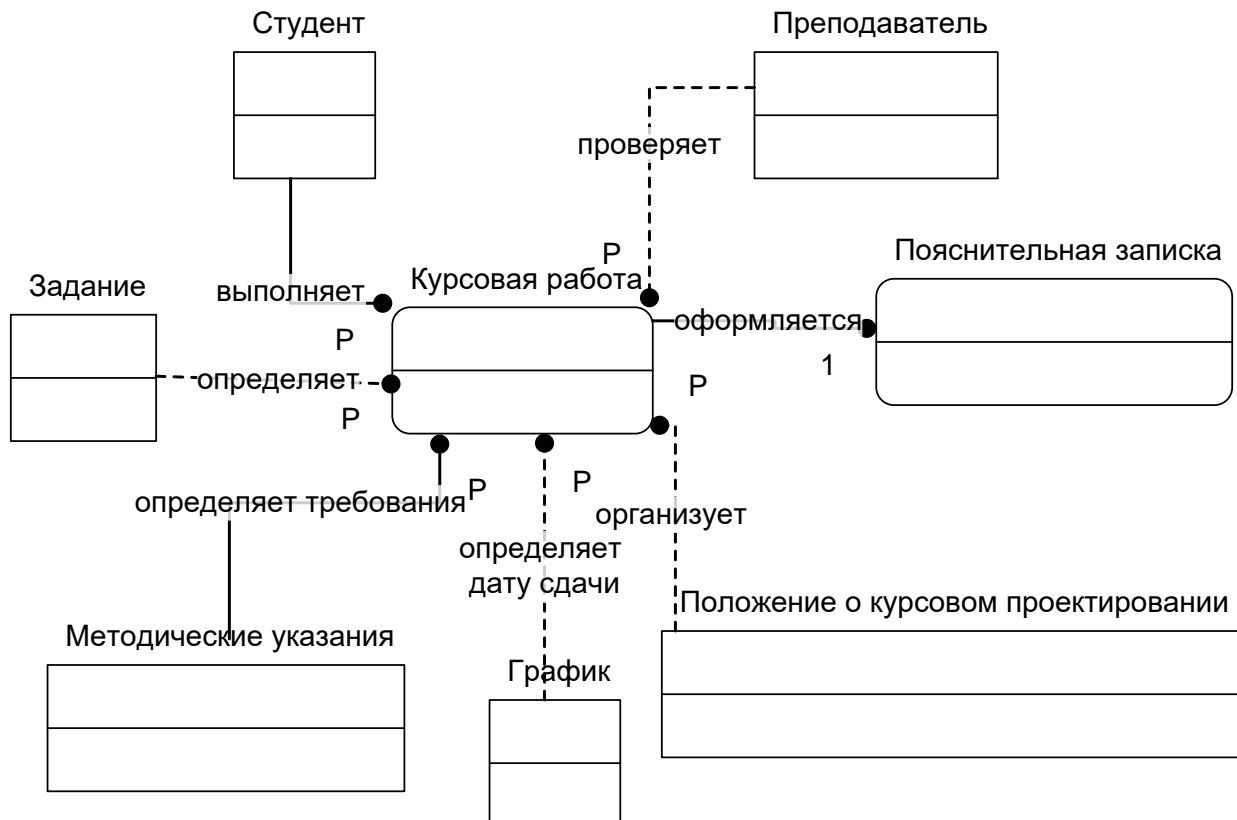 Студент
Преподаватель
проверяет
P
Пояснительная записка
Курсовая работа
Задание
выполняет
оформляется
P
1
P
определяет
P
определяет требования
P
P
организует
определяет
дату сдачи
Положение о курсовом проектировании
Методические указания
График